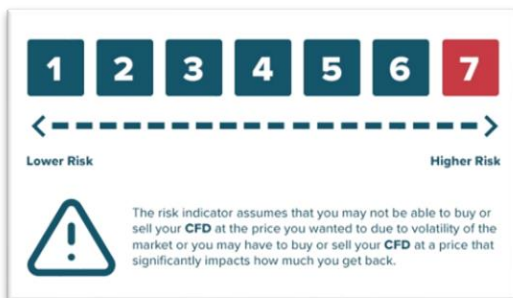 1 2 3 4 5 6 7
Lower Risk Higher Risk
The risk indicator assumes that you may not be able to buy or
sell your CFD at the price you wanted to due to volatility of the
market or you may have to buy or sell your CFD at a price that
significantly impacts how much you get back.